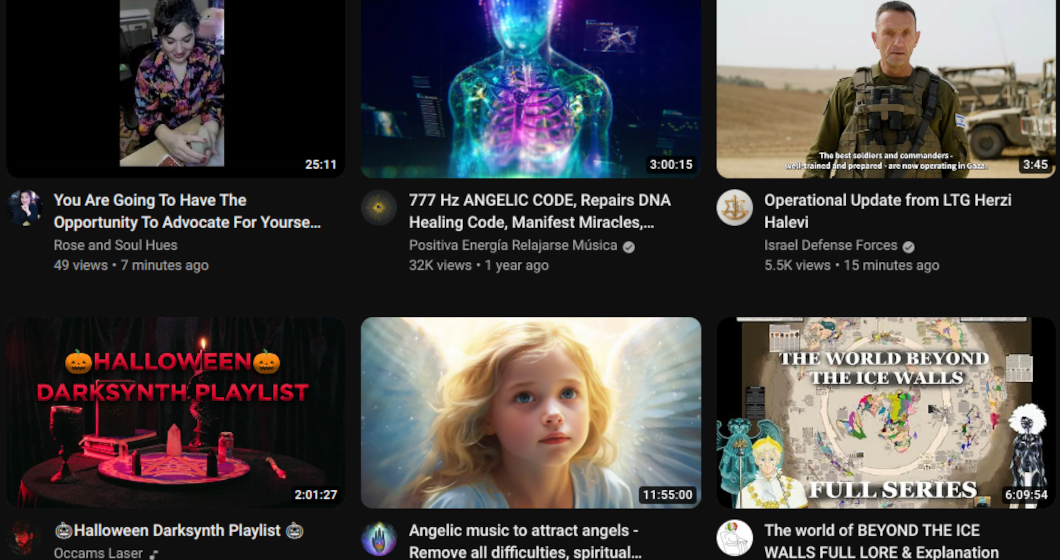 25:11
You Are Going To Have The
Opportunity To Advocate For Yourse...
Rose and Soul Hues
49 views • 7 minutes ago
3:00:15
777 Hz ANGELIC CODE, Repairs DNA
Healing Code, Manifest Miracles,...
Positiva Energía Relajarse Música
32K views • 1 year ago
The best soldiers and commanders -
well-trained and prepared - are now operating in Gaza.
3:45
Operational Update from LTG Herzi
Halevi
Israel Defense Forces
5.5K views • 15 minutes ago
🎃HALLOWEEN🎃
DARKSYNTH PLAYLIST
2:01:27
🎃Halloween Darksynth Playlist 🎃
Occams Laser
11:55:00
Angelic music to attract angels -
Remove all difficulties, spiritual...
THE WORLD BEYOND
THE ICE WALLS
FULL SERIES
6:09:54
The world of BEYOND THE ICE
WALLS FULL LORE & Explanation